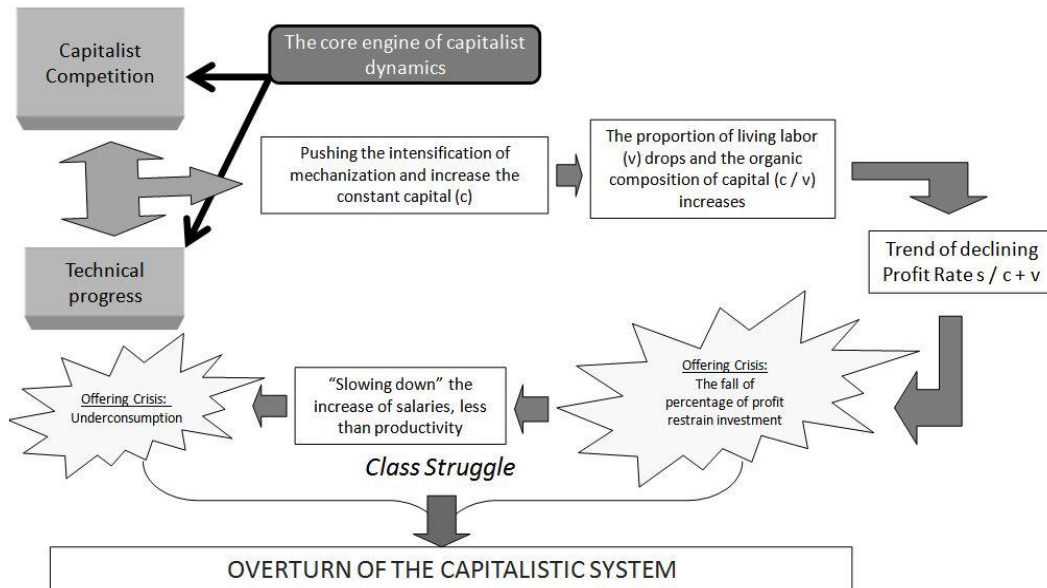 Capitalist
Competition
The core engine of capitalist
dynamics
Pushing the intensification of
mechanization and increase the
constant capital (c)
The proportion of living labor
(v) drops and the organic
composition of capital (c / v)
increases
Trend of declining
Profit Rate s / c + v
Technical
progress
Offering Crisis:
The fall of
percentage of profit
restrain investment
“Slowing down” the
increase of salaries, less
than productivity
Offering Crisis:
Underconsumption
Class Struggle
OVERTURN OF THE CAPITALISTIC SYSTEM